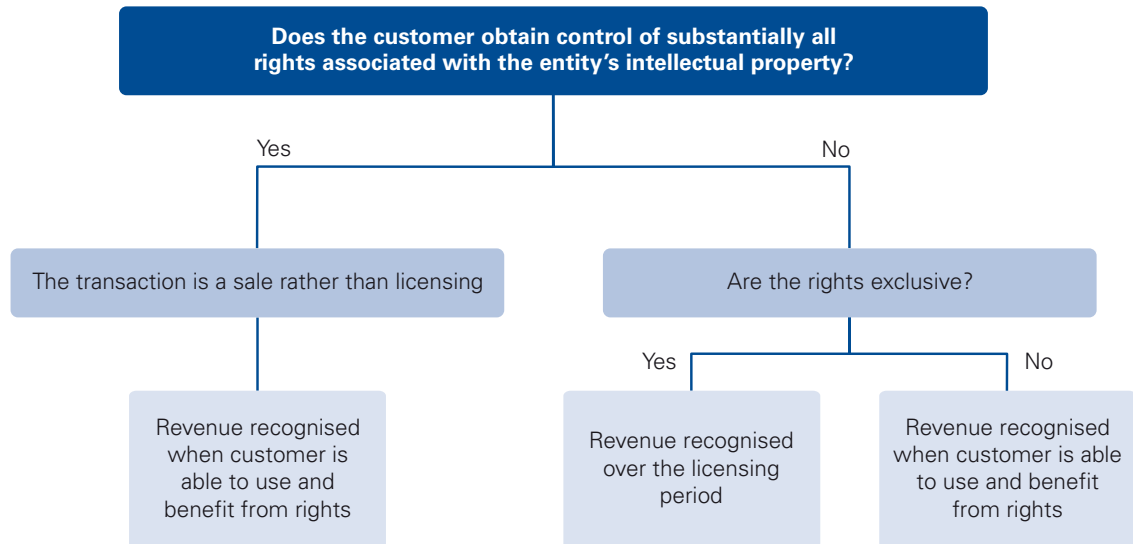 Does the customer obtain control of substantially all
rights associated with the entity's intellectual property?
Yes
No
The transaction is a sale rather than licensing
Are the rights exclusive?
Yes
No
Revenue recognised
when customer is
able to use and
benefit from rights
Revenue recognised
over the licensing
period
Revenue recognised
when customer is able
to use and benefit
from rights